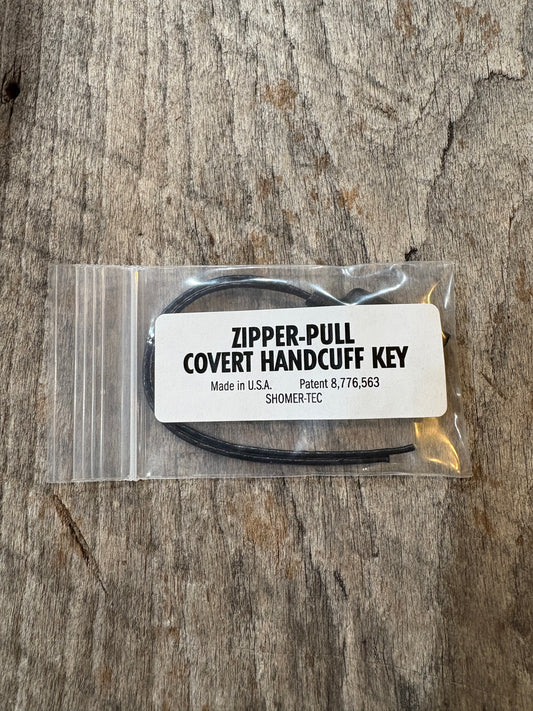 ZIPPER-PULL
COVERT HANDCUFF KEY
Made in U.S.A. Patent 8,776,563
SHOMER-TEC